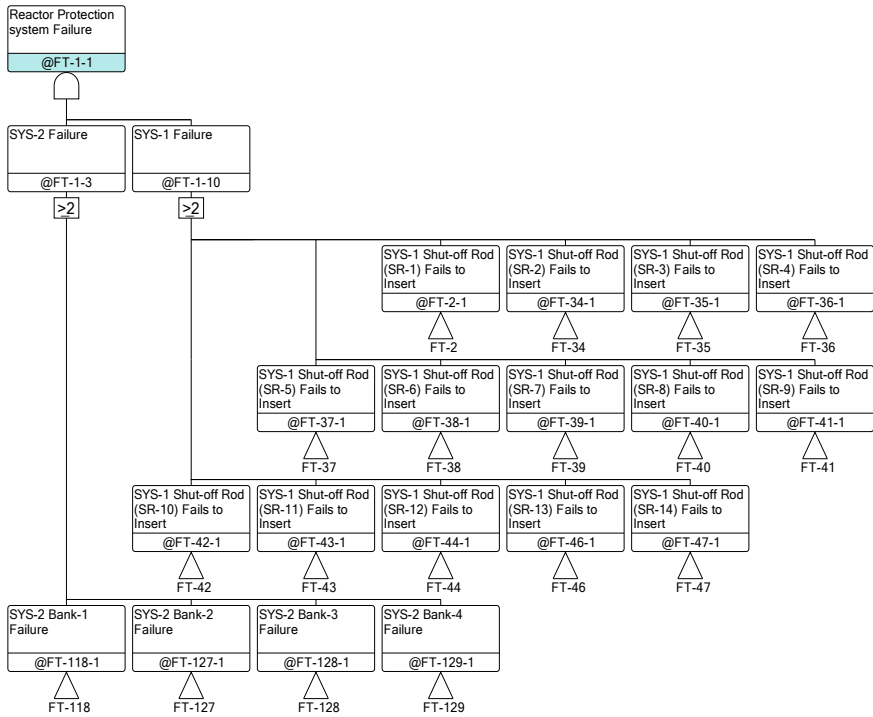 Reactor Protection
system Failure
@FT-1-1
SYS-2 Failure
@FT-1-3
SYS-1 Failure
@FT-1-10
≥2
≥2
SYS-1 Shut-off Rod
(SR-1) Fails to
Insert
@FT-2-1
FT-2
SYS-1 Shut-off Rod
(SR-2) Fails to
Insert
@FT-34-1
FT-34
SYS-1 Shut-off Rod
(SR-3) Fails to
Insert
@FT-35-1
FT-35
SYS-1 Shut-off Rod
(SR-4) Fails to
Insert
@FT-36-1
FT-36
SYS-1 Shut-off Rod
(SR-5) Fails to
Insert
@FT-37-1
FT-37
SYS-1 Shut-off Rod
(SR-6) Fails to
Insert
@FT-38-1
FT-38
SYS-1 Shut-off Rod
(SR-7) Fails to
Insert
@FT-39-1
FT-39
SYS-1 Shut-off Rod
(SR-8) Fails to
Insert
@FT-40-1
FT-40
SYS-1 Shut-off Rod
(SR-9) Fails to
Insert
@FT-41-1
FT-41
SYS-1 Shut-off Rod
(SR-10) Fails to
Insert
@FT-42-1
FT-42
SYS-1 Shut-off Rod
(SR-11) Fails to
Insert
@FT-43-1
FT-43
SYS-1 Shut-off Rod
(SR-12) Fails to
Insert
@FT-44-1
FT-44
SYS-1 Shut-off Rod
(SR-13) Fails to
Insert
@FT-46-1
FT-46
SYS-1 Shut-off Rod
(SR-14) Fails to
Insert
@FT-47-1
FT-47
SYS-2 Bank-1
Failure
@FT-118-1
FT-118
SYS-2 Bank-2
Failure
@FT-127-1
FT-127
SYS-2 Bank-3
Failure
@FT-128-1
FT-128
SYS-2 Bank-4
Failure
@FT-129-1
FT-129